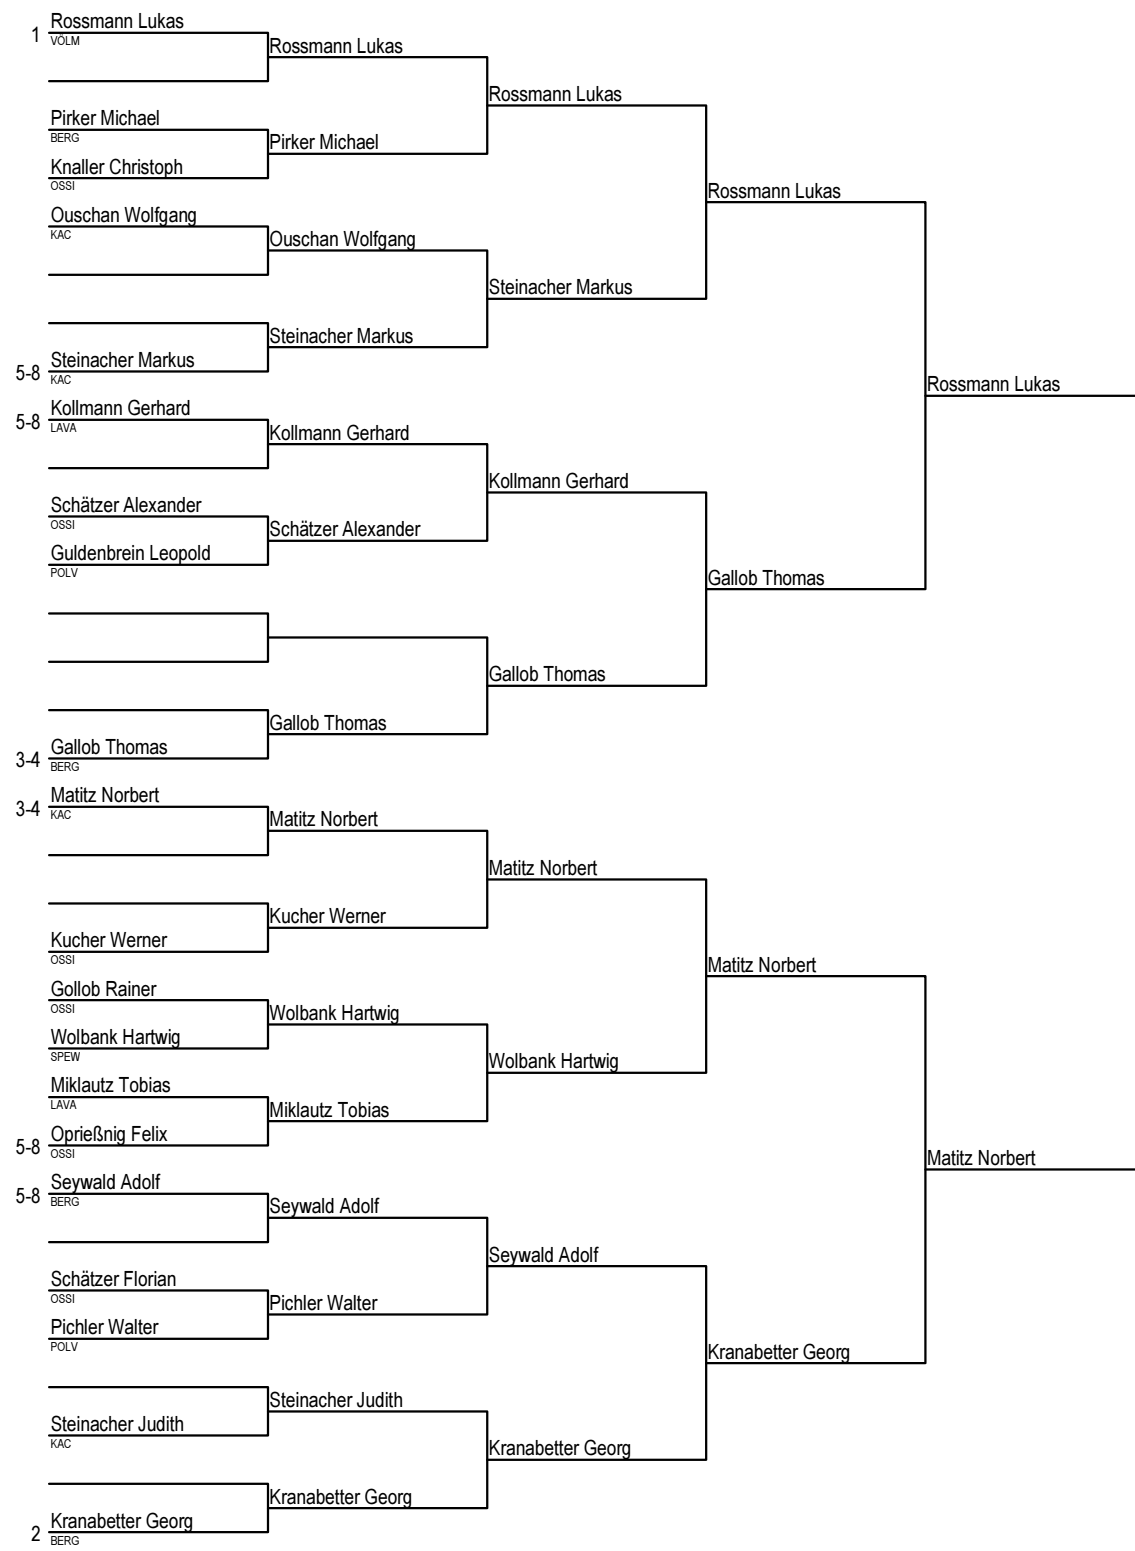 Rossmann Lukas
1
VÖLM
Rossmann Lukas
Rossmann Lukas
Pirker Michael
BERG
Pirker Michael
Knaller Christoph
OSSI
Rossmann Lukas
Ouschan Wolfgang
KAC
Ouschan Wolfgang
Steinacher Markus
Steinacher Markus
Steinacher Markus
5-8
KAC
Rossmann Lukas
Kollmann Gerhard
5-8
LAVA
Kollmann Gerhard
Kollmann Gerhard
Schätzer Alexander
OSSI
Schätzer Alexander
Guldenbrein Leopold
POLV
Gallob Thomas
Gallob Thomas
Gallob Thomas
Gallob Thomas
3-4
BERG
Matitz Norbert
3-4
KAC
Matitz Norbert
Matitz Norbert
Kucher Werner
Kucher Werner
OSSI
Matitz Norbert
Gollob Rainer
OSSI
Wolbank Hartwig
Wolbank Hartwig
SPEW
Wolbank Hartwig
Miklautz Tobias
LAVA
Miklautz Tobias
Oprießnig Felix
5-8
OSSI
Matitz Norbert
Seywald Adolf
5-8
BERG
Seywald Adolf
Seywald Adolf
Schätzer Florian
OSSI
Pichler Walter
Pichler Walter
POLV
Kranabetter Georg
Steinacher Judith
Steinacher Judith
KAC
Kranabetter Georg
Kranabetter Georg
Kranabetter Georg
2
BERG